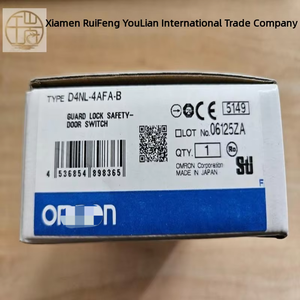 Xiamen RuiFeng YouLian International Trade Company
TYPE D4NL-4AFA-B
GUARD LOCK SAFETY-
DOOR SWITCH
5149
LOT No. 06125ZA
QTY. 1
OMRON Corporation
MADE IN JAPAN
4 536854 898365